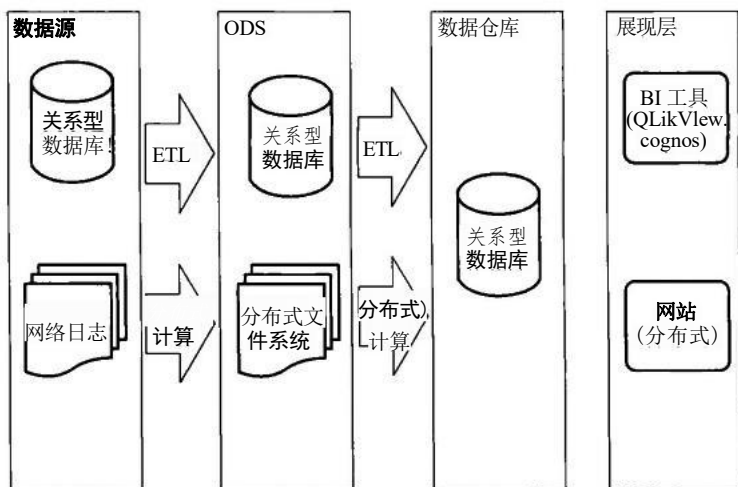 数据源
ODS
数据仓库
展现层
关系型
数据库!
ETL
关系型
数据库
ETL.
关系型
数据库
BI 工具
(QLikVlew.
cognos)
网络日志
计算
分布式文
件系统
分布式)
计算
网站
(分布式)